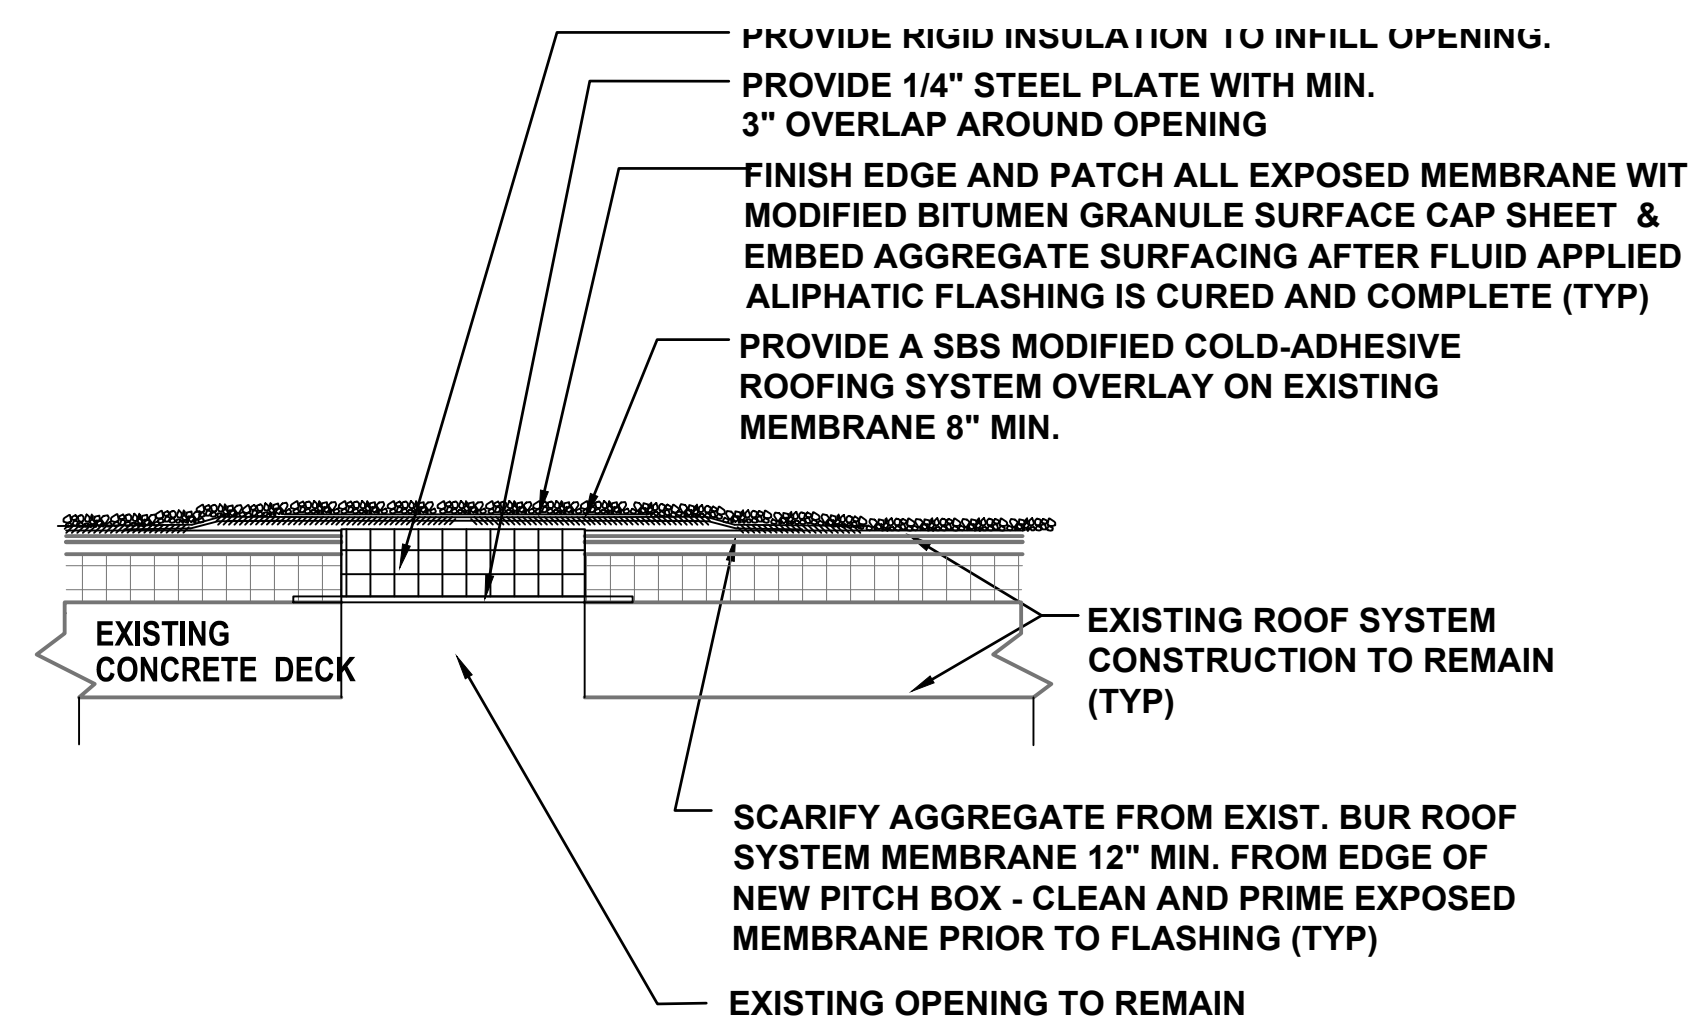 PROVIDE RIGID INSULATION TO INFILL OPENING.
PROVIDE 1/4" STEEL PLATE WITH MIN.
3" OVERLAP AROUND OPENING
FINISH EDGE AND PATCH ALL EXPOSED MEMBRANE WIT
MODIFIED BITUMEN GRANULE SURFACE CAP SHEET &
EMBED AGGREGATE SURFACING AFTER FLUID APPLIED
ALIPHATIC FLASHING IS CURED AND COMPLETE (TYP)
PROVIDE A SBS MODIFIED COLD-ADHESIVE
ROOFING SYSTEM OVERLAY ON EXISTING
MEMBRANE 8" MIN.
EXISTING
CONCRETE DECK
EXISTING ROOF SYSTEM
CONSTRUCTION TO REMAIN
(TYP)
SCARIFY AGGREGATE FROM EXIST. BUR ROOF
SYSTEM MEMBRANE 12" MIN. FROM EDGE OF
NEW PITCH BOX - CLEAN AND PRIME EXPOSED
MEMBRANE PRIOR TO FLASHING (TYP)
EXISTING OPENING TO REMAIN